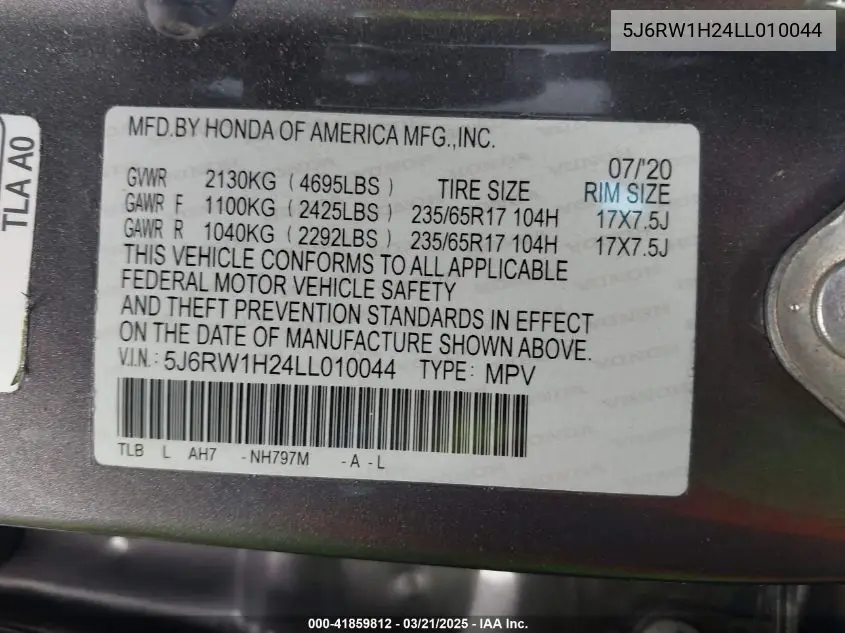 5J6RW1H24LL010044
TLA A0
MFD.BY HONDA OF AMERICA MFG.,INC.
07/'20
GVWR 2130KG (4695LBS) TIRE SIZE RIM SIZE
GAWR F 1100KG (2425LBS) 235/65R17 104H 17X7.5J
GAWR R 1040KG (2292LBS) 235/65R17 104H 17X7.5J
THIS VEHICLE CONFORMS TO ALL APPLICABLE
FEDERAL MOTOR VEHICLE SAFETY
AND THEFT PREVENTION STANDARDS IN EFFECT
ON THE DATE OF MANUFACTURE SHOWN ABOVE.
V.I.N.: 5J6RW1H24LL010044 TYPE: MPV
TLB L AH7 -NH797M -A-L
000-41859812 — 03/21/2025 — IAA Inc.